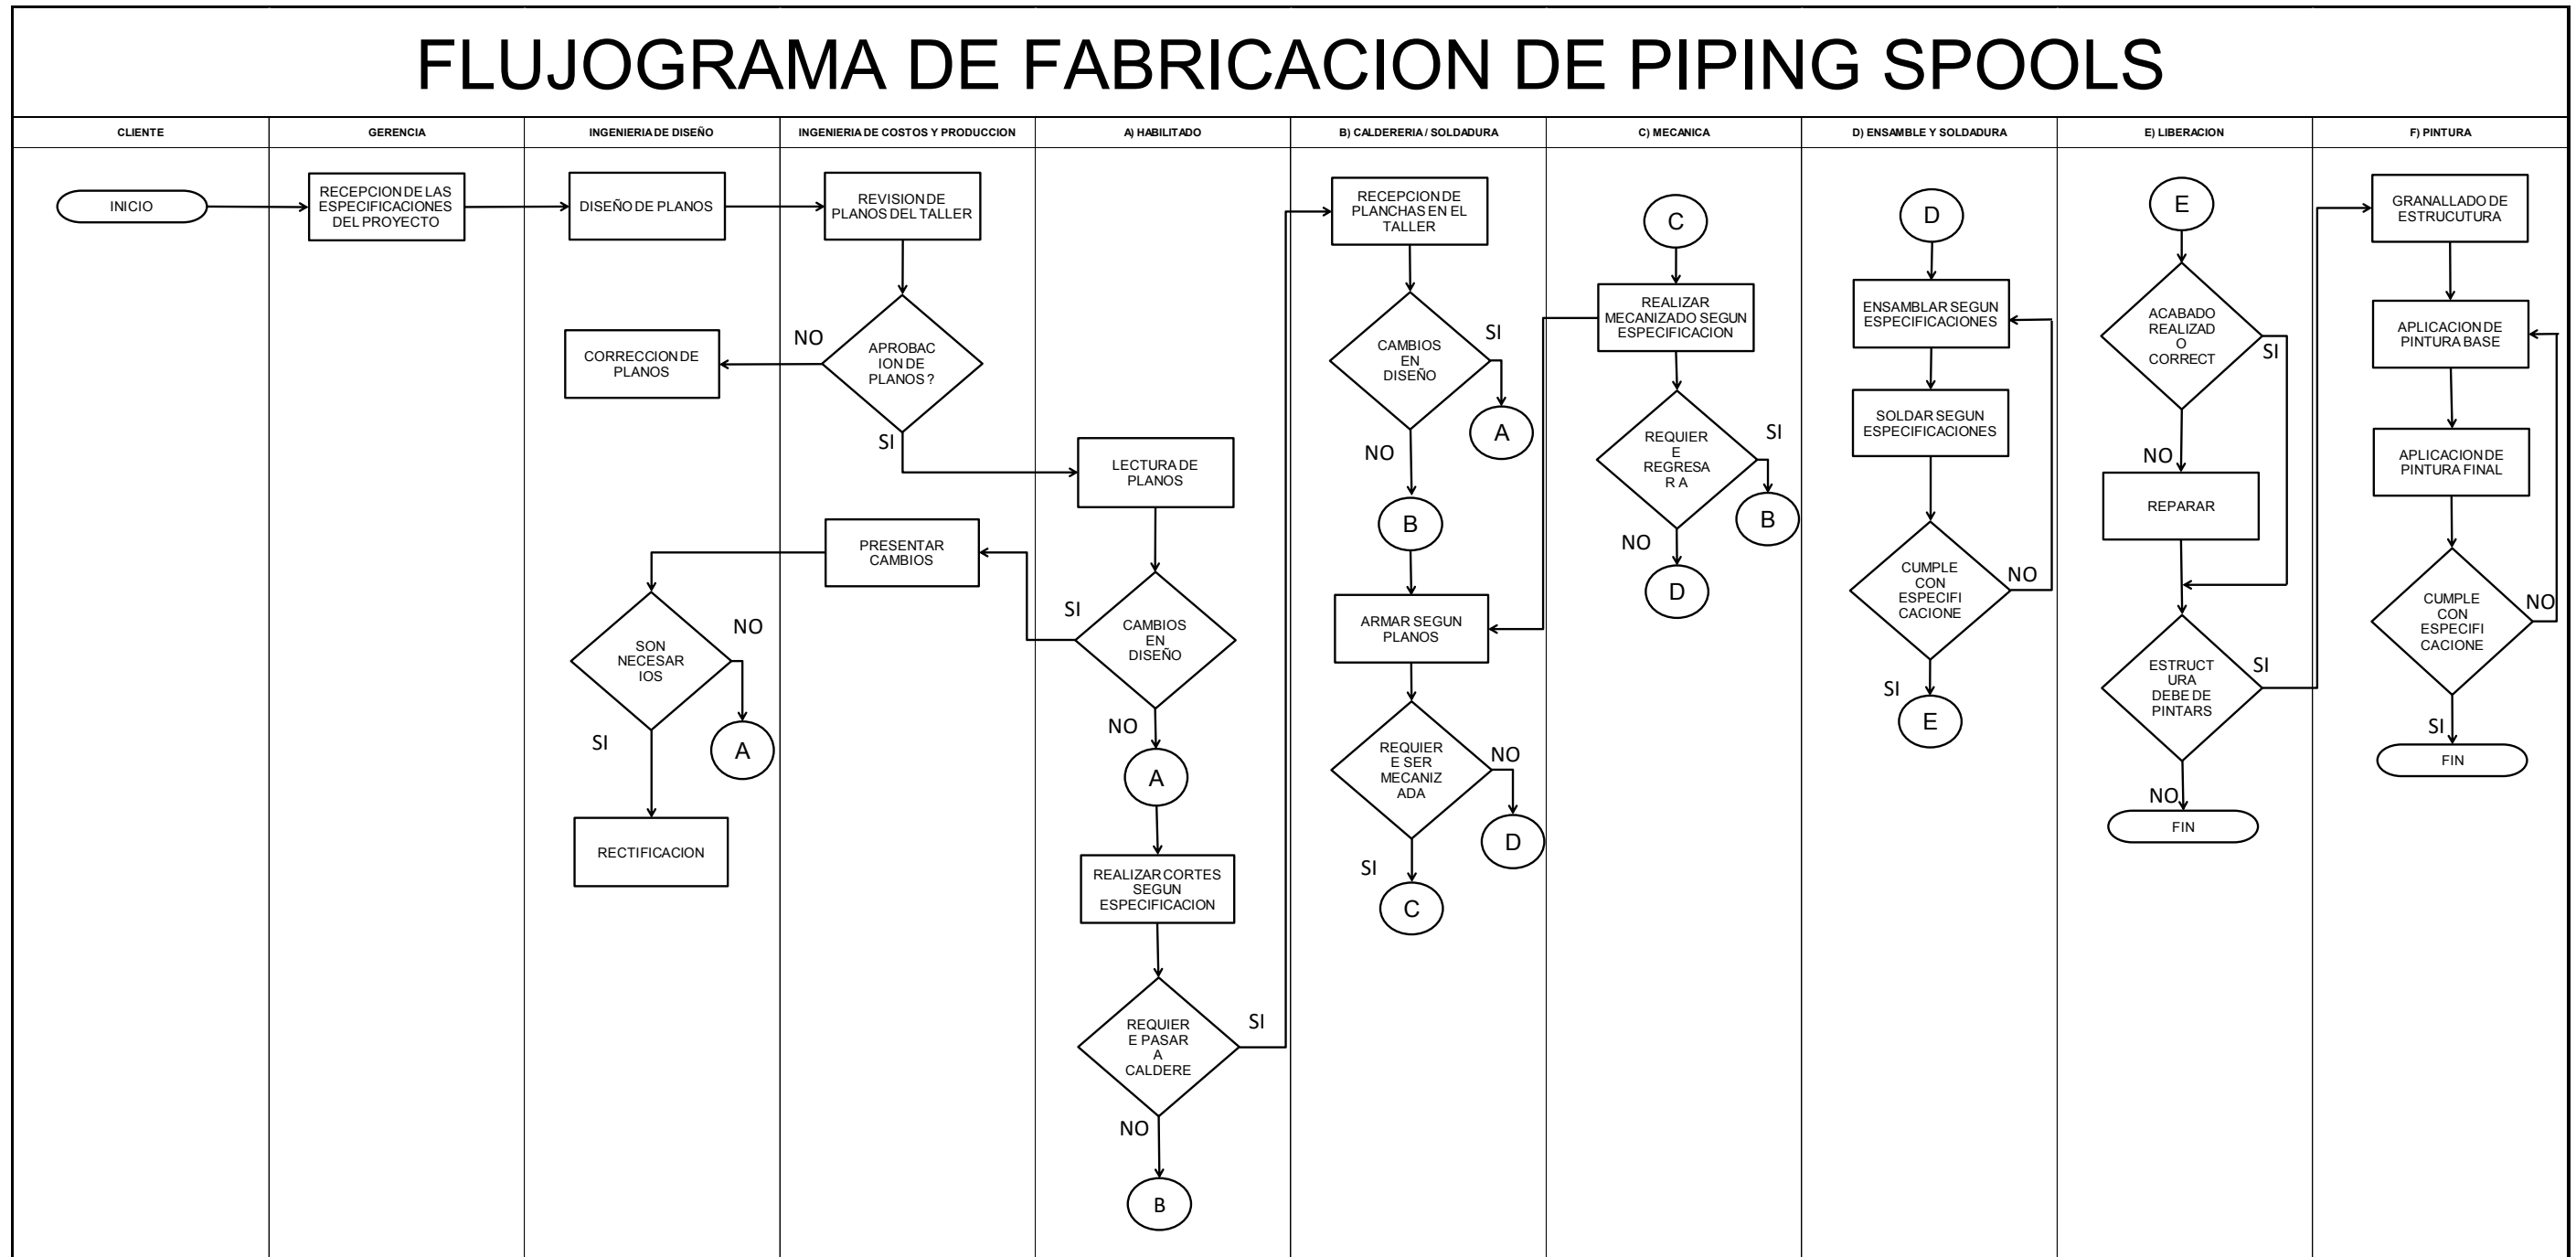 FLUJOGRAMA DE FABRICACION DE PIPING SPOOLS
CLIENTE
GERENCIA
INGENIERIA DE DISEÑO
INGENIERIA DE COSTOS Y PRODUCCION
A) HABILITADO
B) CALDERERIA / SOLDADURA
C) MECANICA
D) ENSAMBLE Y SOLDADURA
E) LIBERACION
F) PINTURA
INICIO
RECEPCION DE LAS
ESPECIFICACIONES
DEL PROYECTO
DISEÑO DE PLANOS
CORRECCION DE
PLANOS
SON
NECESAR
IOS
NO
A
SI
RECTIFICACION
REVISION DE
PLANOS DEL TALLER
APROBAC
ION DE
PLANOS ?
NO
SI
PRESENTAR
CAMBIOS
LECTURA DE
PLANOS
CAMBIOS
EN
DISEÑO
SI
NO
A
REALIZAR CORTES
SEGUN
ESPECIFICACION
REQUIER
E PASAR
A
CALDERE
SI
NO
B
RECEPCION DE
PLANCHAS EN EL
TALLER
CAMBIOS
EN
DISEÑO
SI
A
NO
B
ARMAR SEGUN
PLANOS
REQUIER
E SER
MECANIZ
ADA
NO
D
SI
C
C
REALIZAR
MECANIZADO SEGUN
ESPECIFICACION
REQUIER
E
REGRESA
R A
SI
B
NO
D
D
ENSAMBLAR SEGUN
ESPECIFICACIONES
SOLDAR SEGUN
ESPECIFICACIONES
CUMPLE
CON
ESPECIFI
CACIONE
NO
SI
E
E
ACABADO
REALIZAD
O
CORRECT
SI
NO
REPARAR
ESTRUCT
URA
DEBE DE
PINTARS
SI
NO
FIN
GRANALLADO DE
ESTRUCUTURA
APLICACION DE
PINTURA BASE
APLICACION DE
PINTURA FINAL
CUMPLE
CON
ESPECIFI
CACIONE
NO
SI
FIN